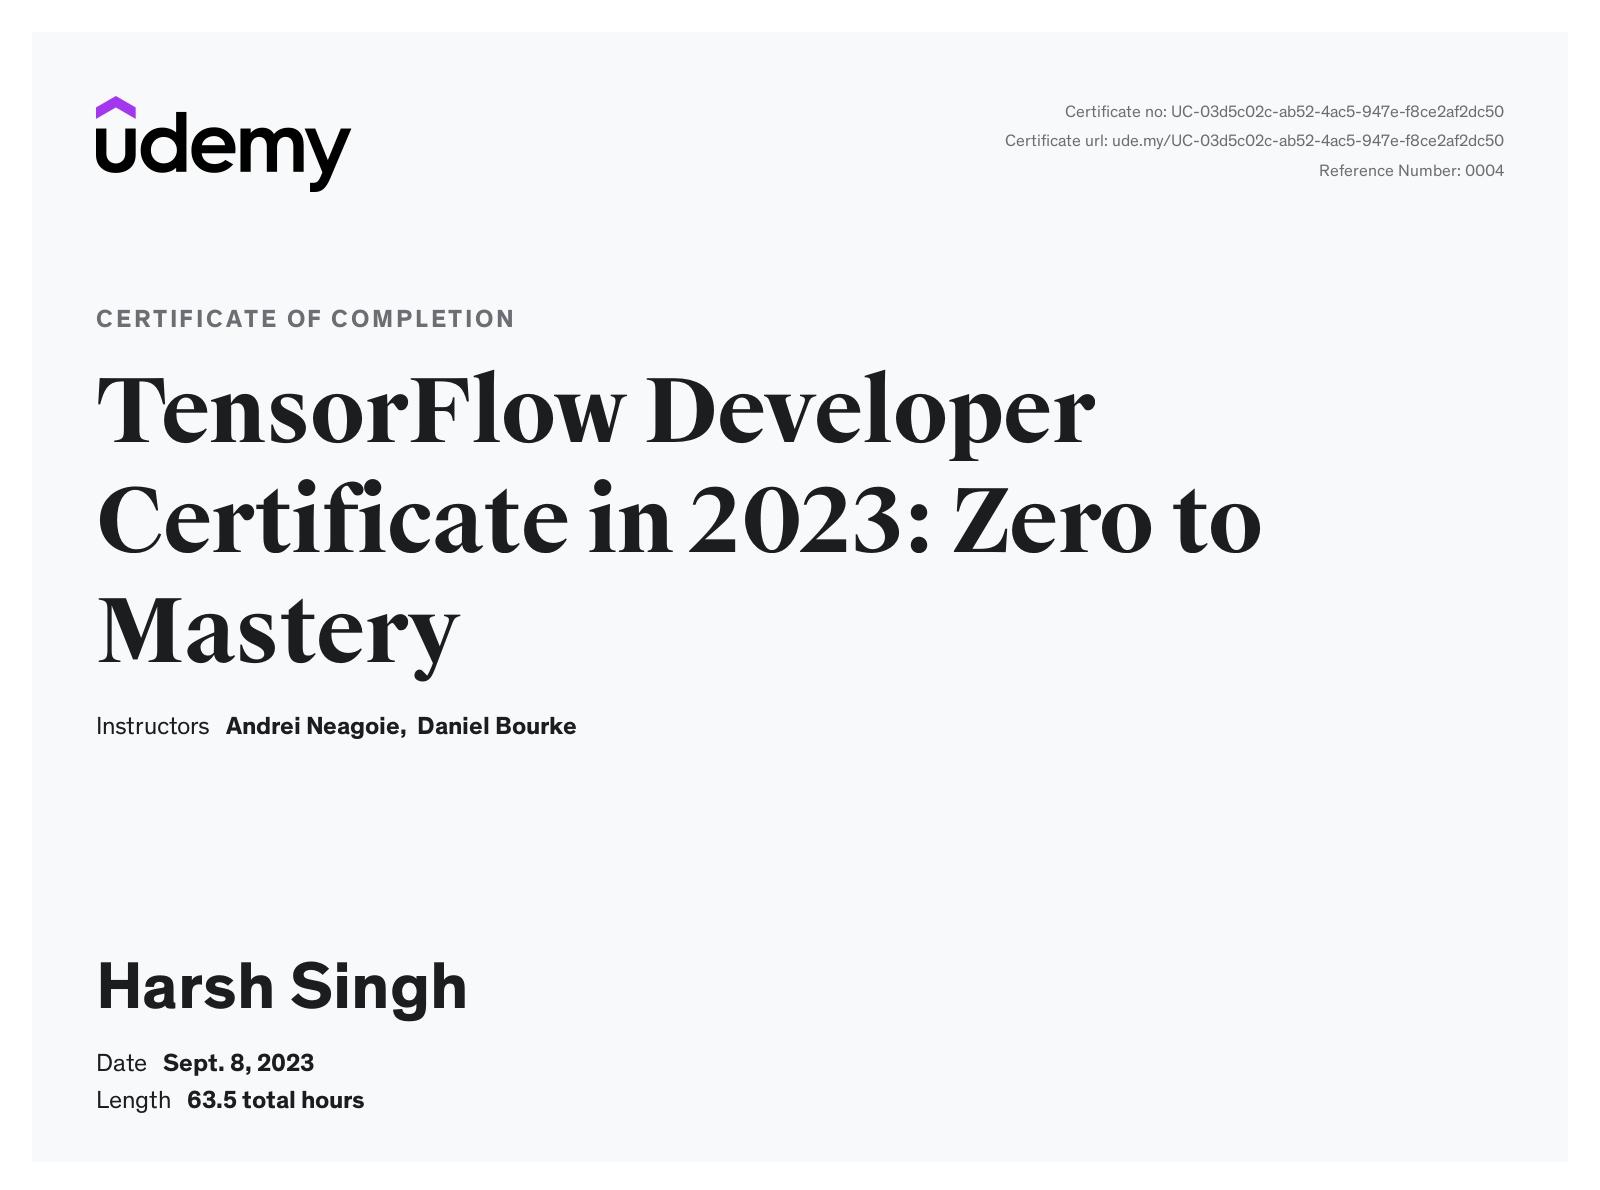 udemy
Certificate no: UC-03d5c02c-ab52-4ac5-947e-f8ce2af2dc50
Certificate url: ude.my/UC-03d5c02c-ab52-4ac5-947e-f8ce2af2dc50
Reference Number: 0004
CERTIFICATE OF COMPLETION
TensorFlow Developer
Certificate in 2023: Zero to
Mastery
Instructors Andrei Neagoie, Daniel Bourke
Harsh Singh
Date Sept. 8, 2023
Length 63.5 total hours